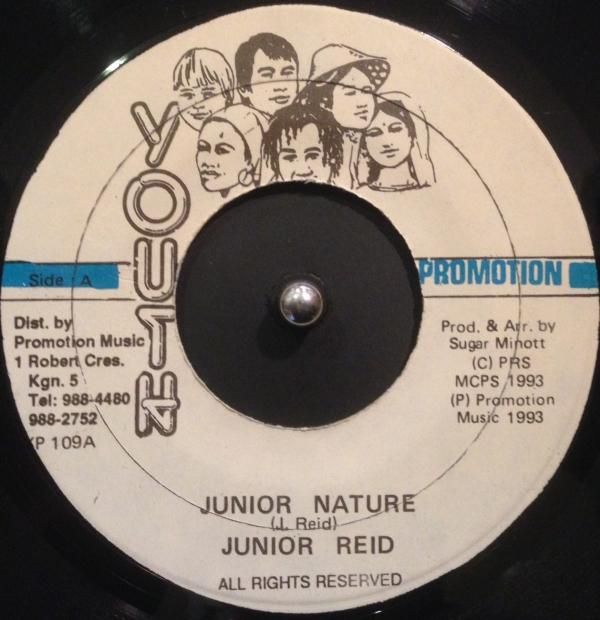 YOUTH
PROMOTION
Side A
Dist. by
Promotion Music
1 Robert Cres.
Kgn. 5
Tel: 988-4480
988-2752
YP 109A
Prod. & Arr. by
Sugar Minott
(C) PRS
MCPS 1993
(P) Promotion
Music 1993
JUNIOR NATURE
(J. Reid)
JUNIOR REID
ALL RIGHTS RESERVED